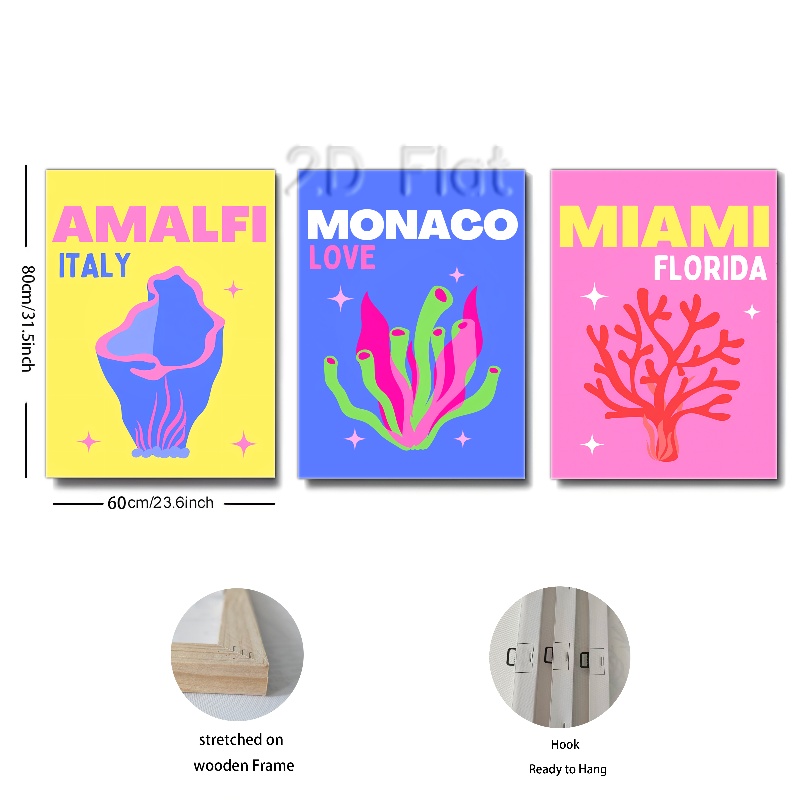 2D Flat
AMALFI
ITALY
MONACO
LOVE
MIAMI
FLORIDA
80cm/31.5inch
60cm/23.6inch
stretched on
wooden Frame
Hook
Ready to Hang